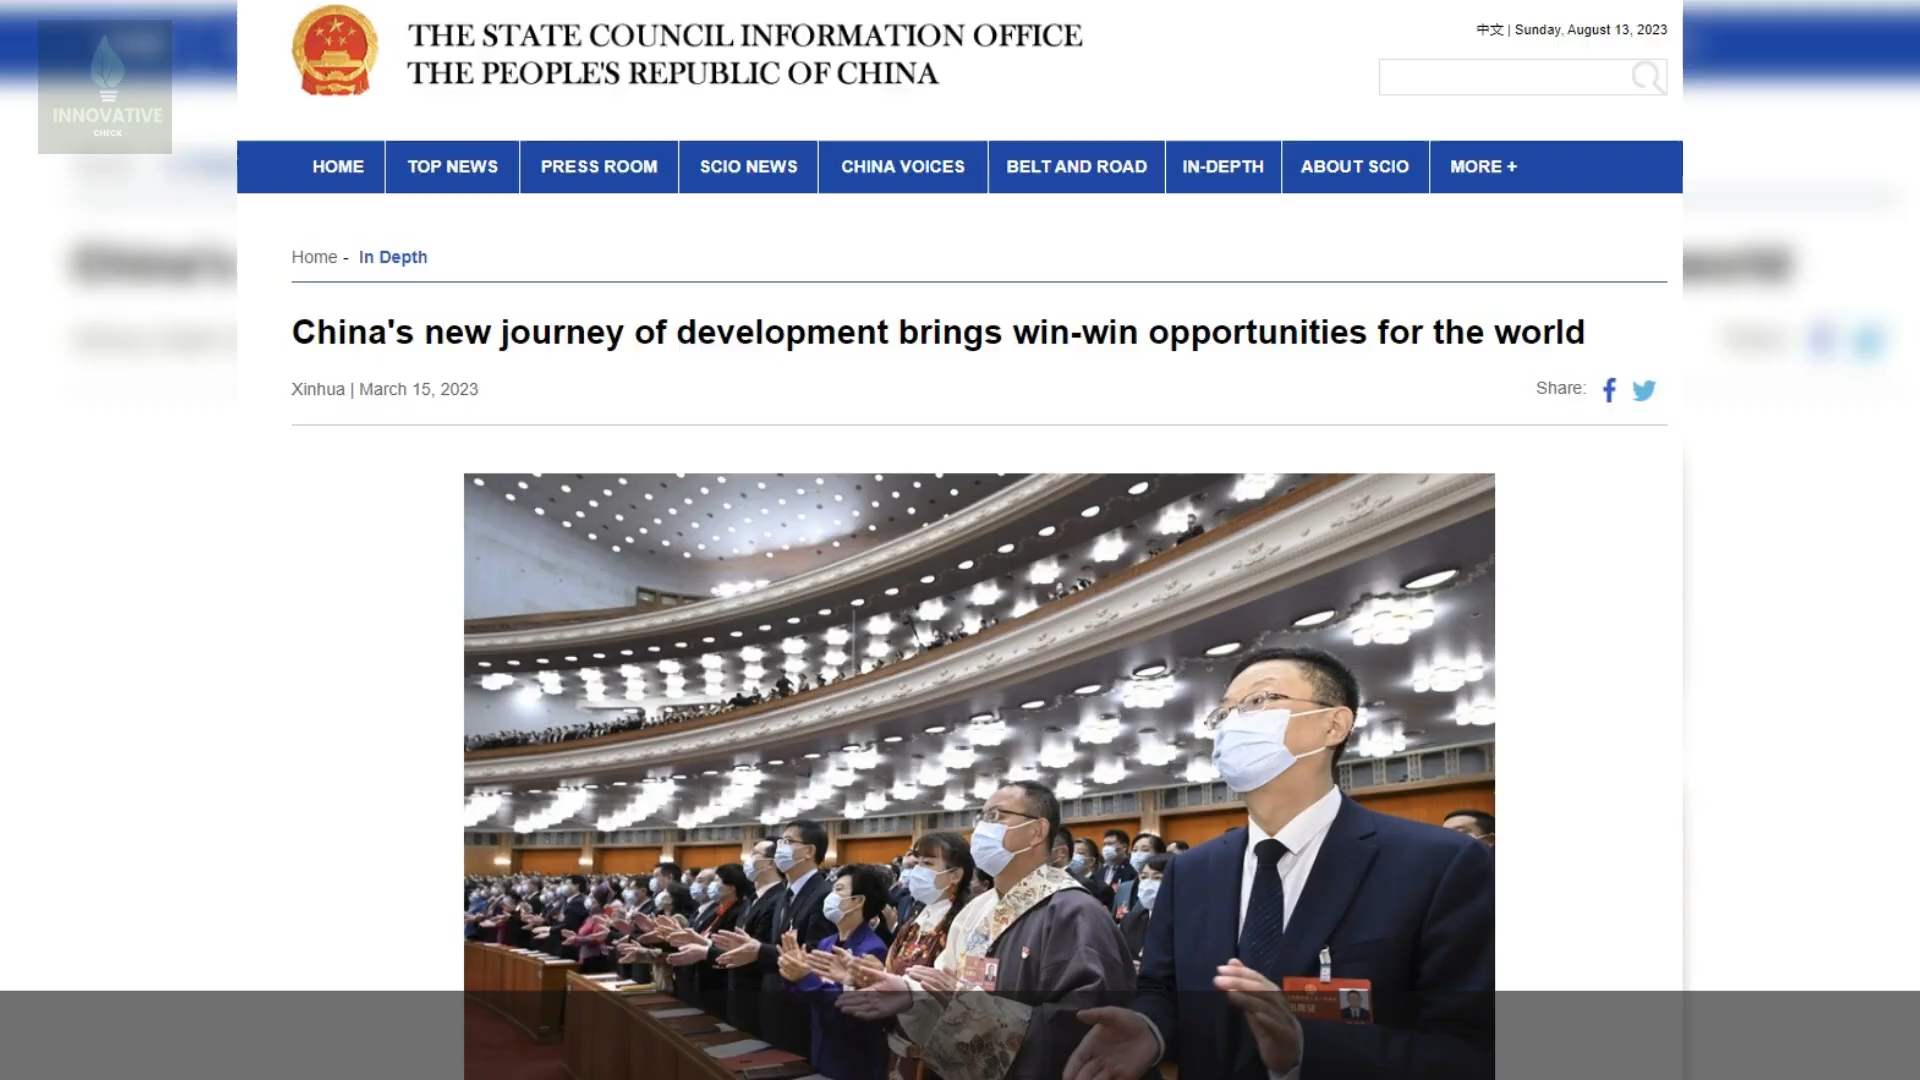 INNOVATIVE
CHECK
THE STATE COUNCIL INFORMATION OFFICE
THE PEOPLE'S REPUBLIC OF CHINA
中文 | Sunday, August 13, 2023
HOME
TOP NEWS
PRESS ROOM
SCIO NEWS
CHINA VOICES
BELT AND ROAD
IN-DEPTH
ABOUT SCIO
MORE +
Home - In Depth
China's new journey of development brings win-win opportunities for the world
Xinhua | March 15, 2023
Share: